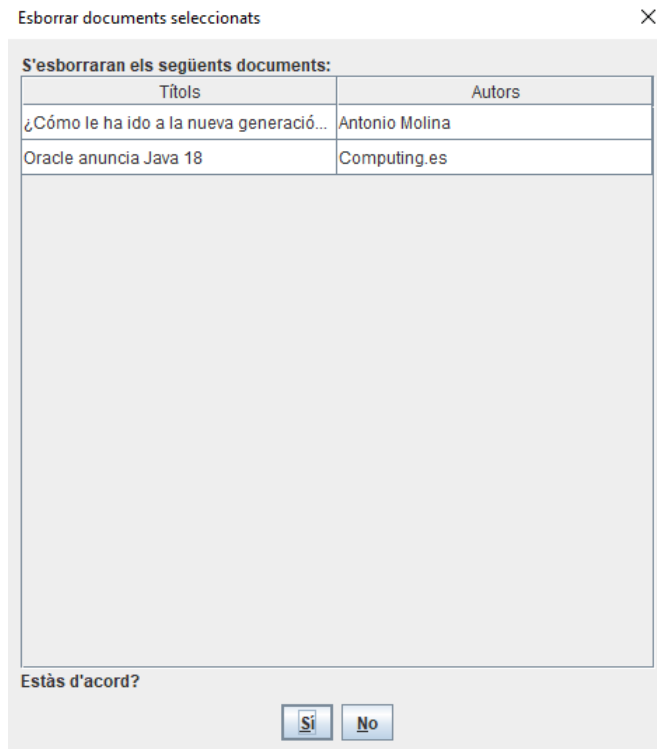 Esborrar documents seleccionats
S'esborraran els següents documents:
Títols Autors
¿Cómo le ha ido a la nueva generació... Antonio Molina
Oracle anuncia Java 18 Computing.es
Estàs d'acord?
Sí No